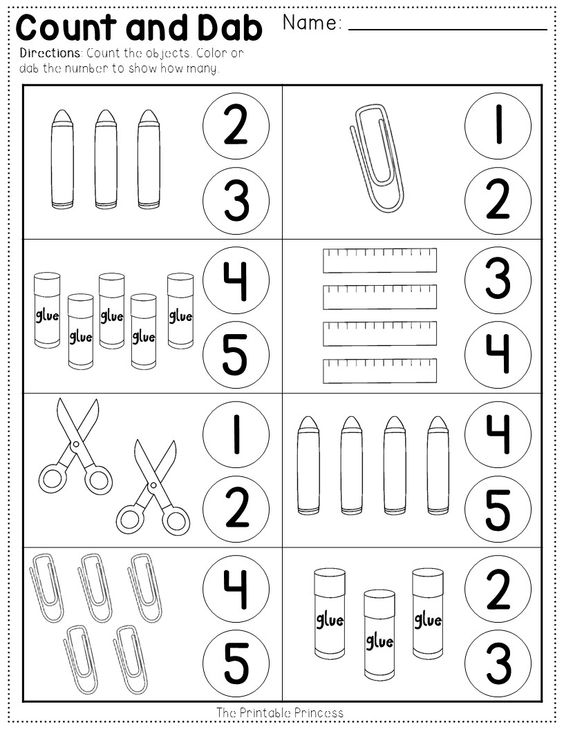 Count and Dab Name:
Directions: Count the objects. Color or
dab the number to show how many.
2
3
1
2
glue glue glue glue glue
4
5
3
4
1
2
4
5
4
5
glue glue glue
2
3
The Printable Princess